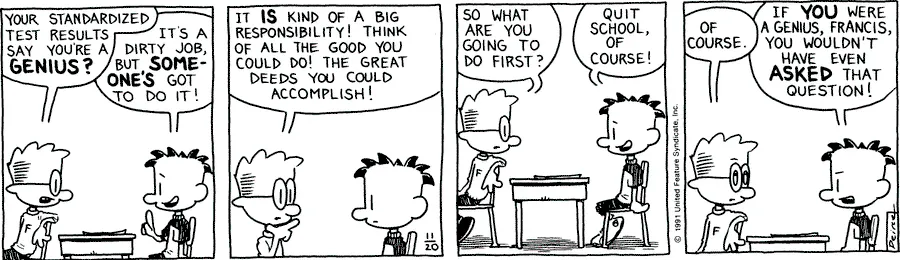 YOUR STANDARDIZED
TEST RESULTS
SAY YOU'RE A
GENIUS?
IT'S A
DIRTY JOB,
BUT SOME-
ONE'S GOT
TO DO IT!
IT IS KIND OF A BIG
RESPONSIBILITY! THINK
OF ALL THE GOOD YOU
COULD DO! THE GREAT
DEEDS YOU COULD
ACCOMPLISH!
11
20
SO WHAT
ARE YOU
GOING TO
DO FIRST?
QUIT
SCHOOL,
OF
COURSE!
F
© 1991 United Feature Syndicate, Inc.
OF
COURSE.
IF YOU WERE
A GENIUS, FRANCIS,
YOU WOULDN'T
HAVE EVEN
ASKED THAT
QUESTION!
F
F
Peirce